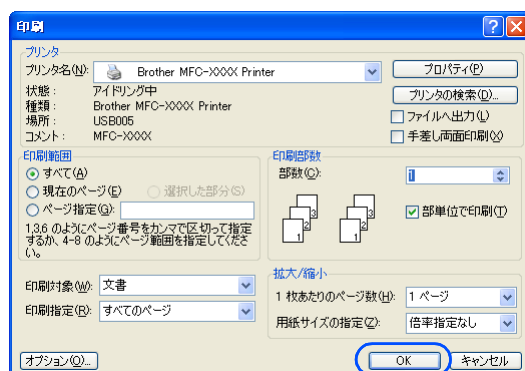 印刷
プリンタ
プリンタ名(N): Brother MFC-XXXX Printer プロパティ(P)
状態: アイドリング中 プリンタの検索(D)...
種類: Brother MFC-XXXX Printer
場所: USB005 ファイルへ出力(L)
コメント: MFC-XXXX 手差し両面印刷(X)
印刷範囲
すべて(A)
現在のページ(E) 選択した部分(S)
ページ指定(G):
1,3,6 のようにページ番号をカンマで区切って指定
するか、4-8 のようにページ範囲を指定してくださ
い。
印刷部数
部数(C): 1
1 2 3 1 2 3 部単位で印刷(T)
印刷対象(W): 文書
印刷指定(R): すべてのページ
拡大/縮小
1 枚あたりのページ数(H): 1 ページ
用紙サイズの指定(Z): 倍率指定なし
オプション(O)... OK キャンセル